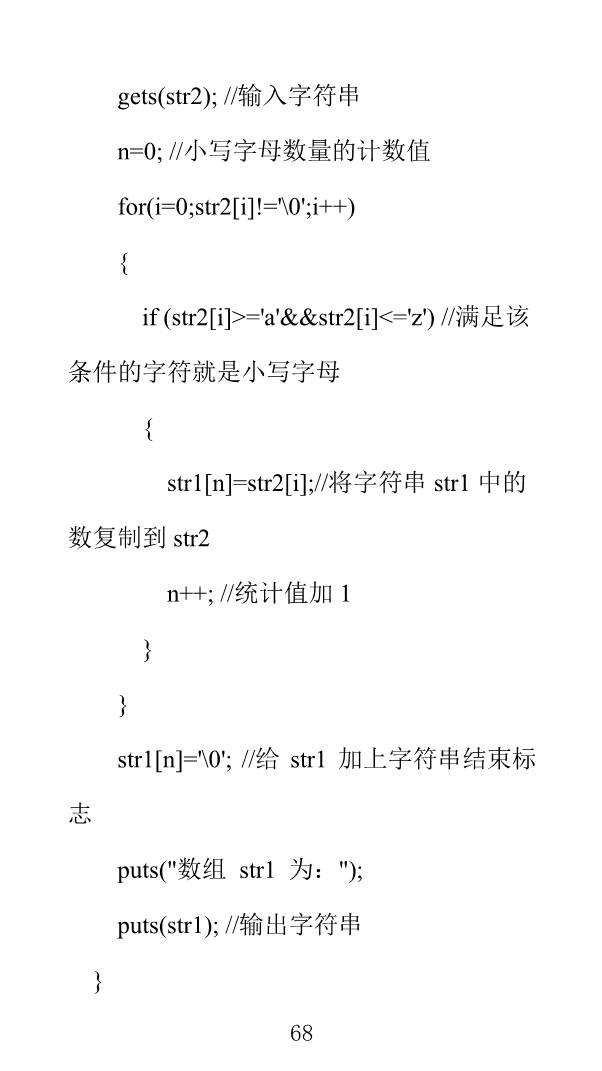 gets(str2); //输入字符串
n=0; //小写字母数量的计数值
for(i=0;str2[i]!='\0';i++)
{
if (str2[i]>='a'&&str2[i]<='z') //满足该
条件的字符就是小写字母
{
str1[n]=str2[i];//将字符串 str1 中的
数复制到 str2
n++; //统计值加 1
}
}
str1[n]='\0'; //给 str1 加上字符串结束标
志
puts("数组 str1 为：");
puts(str1); //输出字符串
}
68